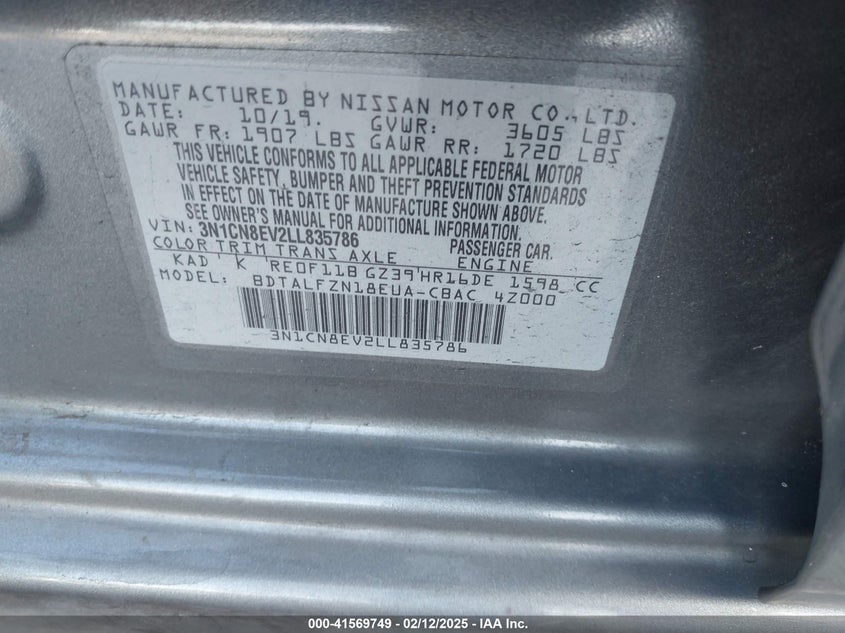 MANUFACTURED BY NISSAN MOTOR CO.,LTD.
DATE: 10/19. GVWR: 3605 LBS
GAWR FR: 1907 LBS GAWR RR: 1720 LBS
THIS VEHICLE CONFORMS TO ALL APPLICABLE FEDERAL MOTOR
VEHICLE SAFETY, BUMPER AND THEFT PREVENTION STANDARDS
IN EFFECT ON THE DATE OF MANUFACTURE SHOWN ABOVE.
SEE OWNER'S MANUAL FOR ADDITIONAL INFORMATION.
VIN: 3N1CN8EV2LL835786 PASSENGER CAR.
COLOR TRIM TRANS AXLE ENGINE
KAD ' K 'RE0F11B GZ39'HR16DE 1598 CC
MODEL: BDTALFZN18EUA-CBAC 4Z000
3N1CN8EV2LL835786
000-41569749 - 02/12/2025 - IAA Inc.